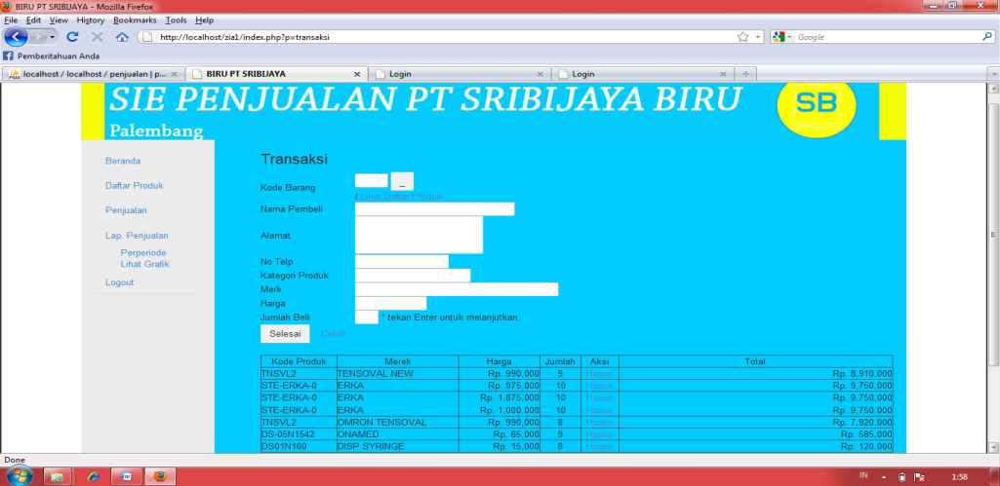 BIRU PT SRIBIJAYA - Mozilla Firefox
File Edit View History Bookmarks Tools Help
http://localhost/zia1/index.php?p=transaksi
Google
Pemberitahuan Anda
localhost / localhost / penjualan | p...
BIRU PT SRIBIJAYA
Login
Login
SIE PENJUALAN PT SRIBIJAYA BIRU
SB
Palembang
Beranda
Daftar Produk
Penjualan
Lap. Penjualan
Perperiode
Lihat Grafik
Logout
Transaksi
Kode Barang
_
/ Lihat Daftar Produk
Nama Pembeli
Alamat
No Telp
Kategori Produk
Merk
Harga
Jumlah Beli * tekan Enter untuk melanjutkan
Selesai Cetak
Kode Produk Merek Harga Jumlah Aksi Total
TNSVL2 TENSOVAL NEW Rp. 990,000 9 Hapus Rp. 8,910,000
STE-ERKA-0 ERKA Rp. 975,000 10 Hapus Rp. 9,750,000
STE-ERKA-0 ERKA Rp. 1,875,000 10 Hapus Rp. 9,750,000
STE-ERKA-0 ERKA Rp. 1,000,000 10 Hapus Rp. 9,750,000
TNSVL2 OMRON TENSOVAL Rp. 990,000 8 Hapus Rp. 7,920,000
DS-05N1542 ONAMED Rp. 65,000 9 Hapus Rp. 585,000
DS01N100 DISP SYRINGE Rp. 15,000 8 Hapus Rp. 120,000
Done
IN
1:58